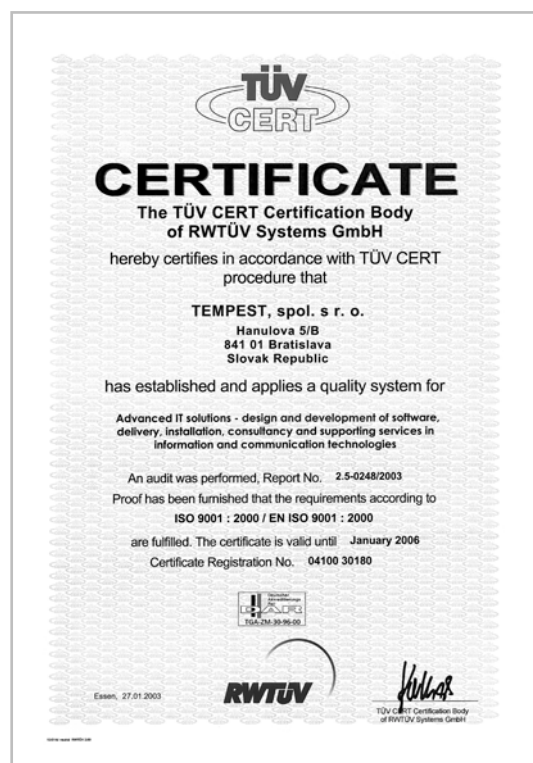 TÜV
CERT
CERTIFICATE
The TÜV CERT Certification Body
of RWTÜV Systems GmbH
hereby certifies in accordance with TÜV CERT
procedure that
TEMPEST, spol. s r. o.
Hanulova 5/B
841 01 Bratislava
Slovak Republic
has established and applies a quality system for
Advanced IT solutions - design and development of software,
delivery, installation, consultancy and supporting services in
information and communication technologies
An audit was performed, Report No. 2.5-0248/2003
Proof has been furnished that the requirements according to
ISO 9001 : 2000 / EN ISO 9001 : 2000
are fulfilled. The certificate is valid until January 2006
Certificate Registration No. 04100 30180
Deutscher
Akkreditierungs
Rat
DAR
TGA-ZM-30-96-00
Essen, 27.01.2003
RWTÜV
TÜV CERT Certification Body
of RWTÜV Systems GmbH